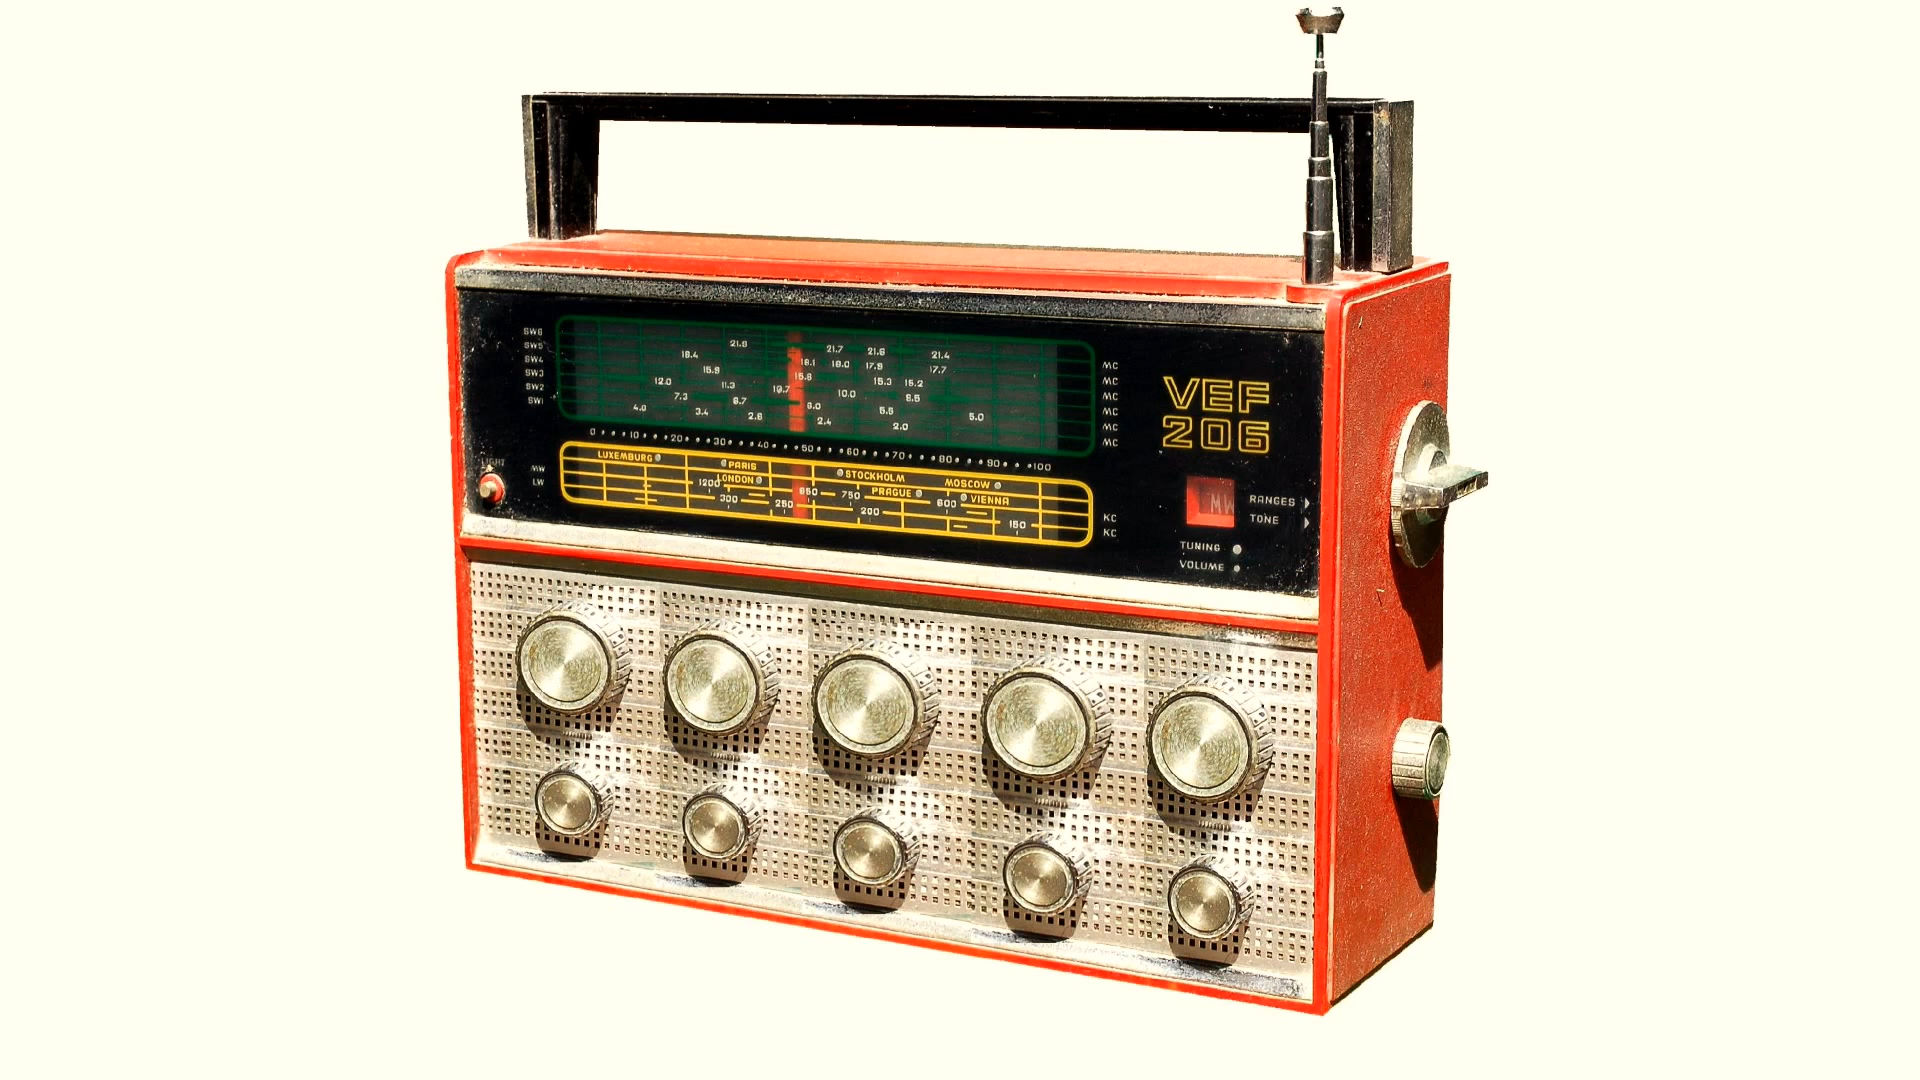 SW6
SW5
SW4
SW3
SW2
SW1
21.9 21.7 21.6 21.4
18.4 18.1 18.0 17.9 17.7
15.9 15.8 15.3 15.2
12.0 11.3 10.7 10.0 9.5
7.3 6.7 6.0 5.5 5.0
4.0 3.4 2.8 2.4 2.0
MC
MC
MC
MC
MC
MC
VEF
206
0 10 20 30 40 50 60 70 80 90 100
LIGHT
MW
LW
LUXEMBURG PARIS STOCKHOLM MOSCOW
LONDON PRAGUE VIENNA
1200 950 750 600
300 250 200 150
KC
KC
MW
RANGES
TONE
TUNING
VOLUME